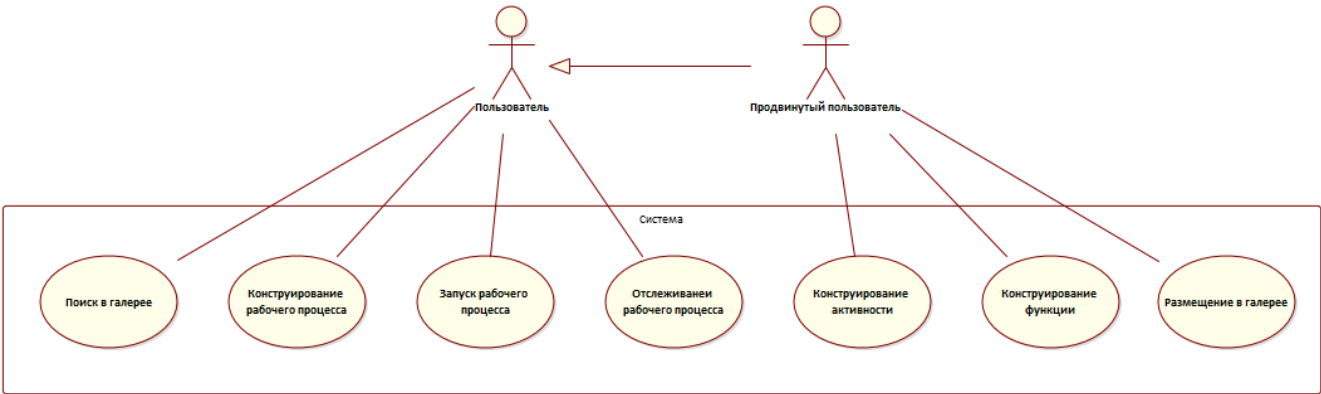 Пользователь
Продвинутый пользователь
Система
Поиск в галерее
Конструирование
рабочего процесса
Запуск рабочего
процесса
Отслеживанеи
рабочего процесса
Конструирование
активности
Конструирование
функции
Размещение в галерее